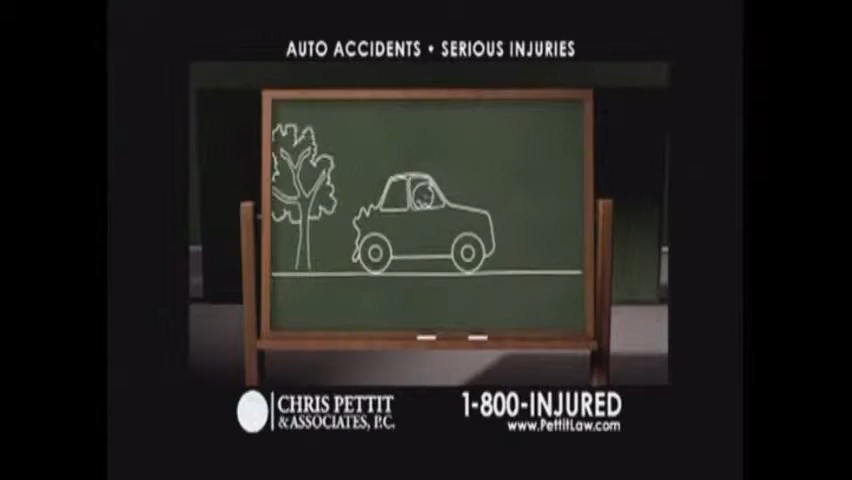 AUTO ACCIDENTS • SERIOUS INJURIES
CHRIS PETTIT
& ASSOCIATES, P.C.
1-800-INJURED
www.PettitLaw.com